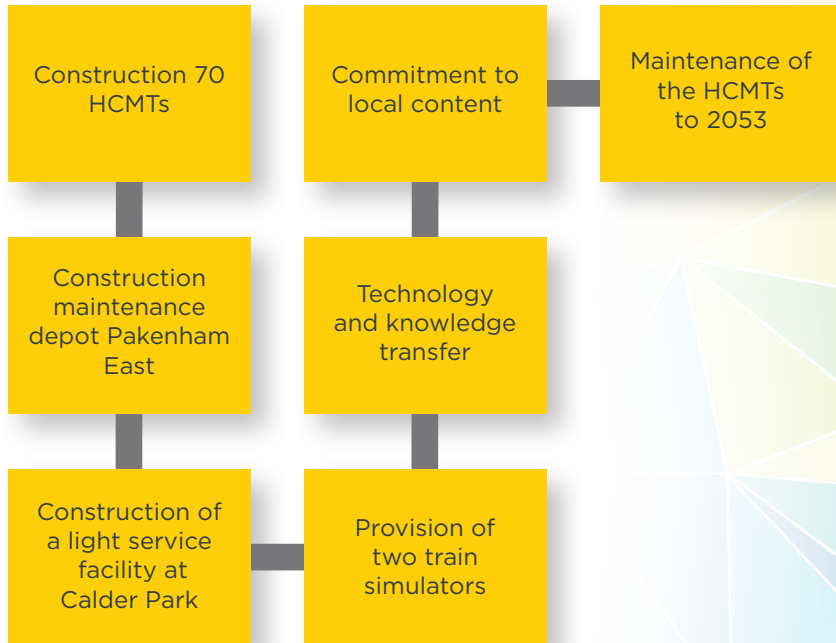 Construction 70
HCMTs
Construction
maintenance
depot Pakenham
East
Construction of
a light service
facility at
Calder Park
Provision of
two train
simulators
Technology
and knowledge
transfer
Commitment to
local content
Maintenance of
the HCMTs
to 2053